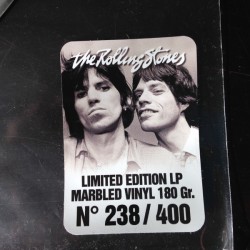 the Rolling Stones
LIMITED EDITION LP
MARBLED VINYL 180 Gr.
N° 238 / 400